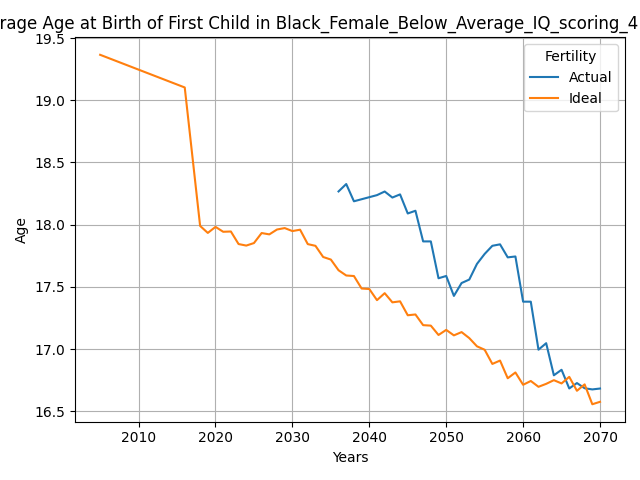 rage Age at Birth of First Child in Black_Female_Below_Average_IQ_scoring_4
19.5
19.0
18.5
18.0
17.5
17.0
16.5
Age
Fertility
Actual
Ideal
2010 2020 2030 2040 2050 2060 2070
Years